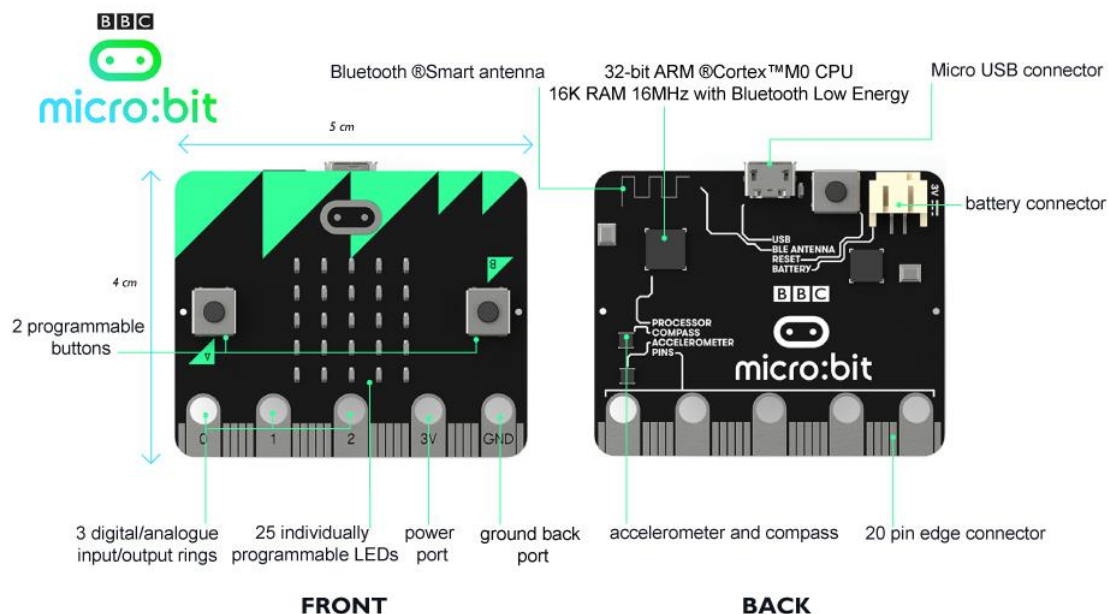 BBC
micro:bit
Bluetooth ®Smart antenna
32-bit ARM ®Cortex™M0 CPU
16K RAM 16MHz with Bluetooth Low Energy
Micro USB connector
5 cm
4 cm
battery connector
3V
USB
BLE ANTENNA
RESET
BATTERY
B
BBC
2 programmable
buttons
A
PROCESSOR
COMPASS
ACCELEROMETER
PINS
micro:bit
0
1
2
3V
GND
3 digital/analogue
input/output rings
25 individually
programmable LEDs
power
port
ground back
port
accelerometer and compass
20 pin edge connector
FRONT
BACK